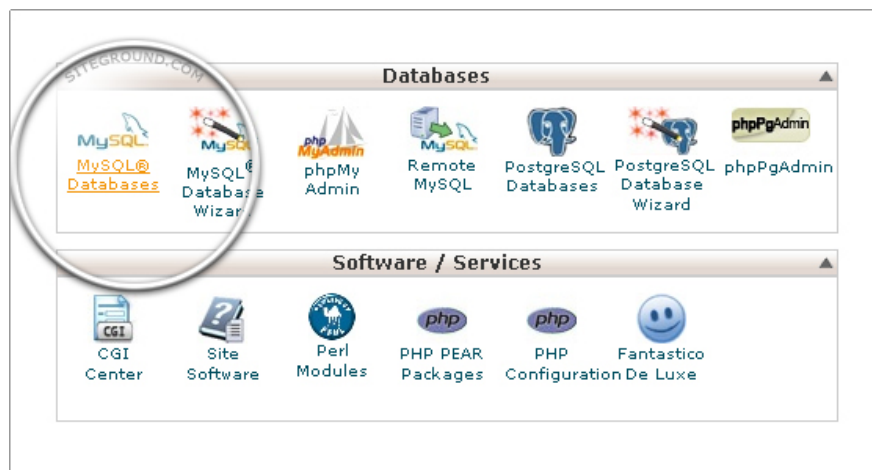 SITEGROUND.COM
Databases
MySQL
MySQL
php
MyAdmin
MySQL
phpPgAdmin
MySQL®
Databases
MySQL®
Database
Wizar
phpMy
Admin
Remote
MySQL
PostgreSQL
Databases
PostgreSQL
Database
Wizard
phpPgAdmin
Software / Services
CGI
php
php
CGI
Center
Site
Software
Perl
Modules
PHP PEAR
Packages
PHP
Configuration
Fantastico
De Luxe